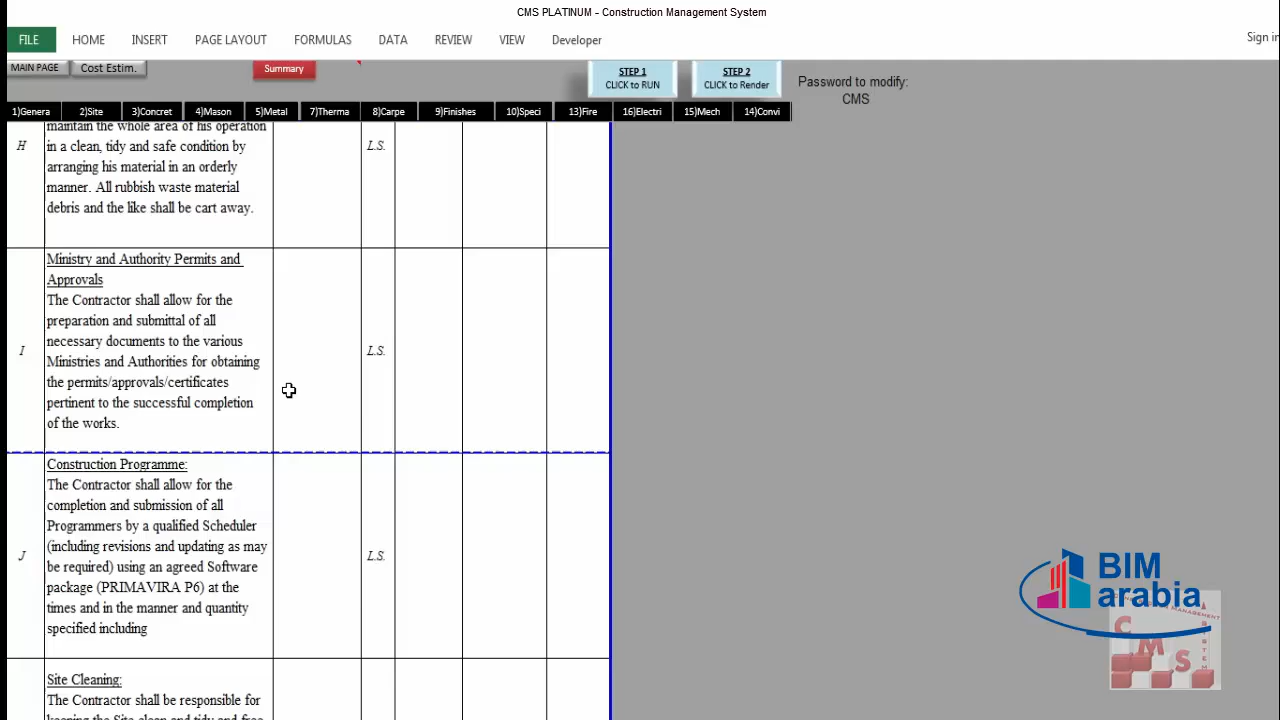 CMS PLATINUM - Construction Management System
FILE HOME INSERT PAGE LAYOUT FORMULAS DATA REVIEW VIEW Developer Sign in
MAIN PAGE Cost Estim. Summary STEP 1 STEP 2 Password to modify:
CLICK to RUN CLICK to Render CMS
1)Genera 2)Site 3)Concret 4)Mason 5)Metal 7)Therma 8)Carpe 9)Finishes 10)Speci 13)Fire 16)Electri 15)Mech 14)Convi
maintain the whole area of his operation
H in a clean, tidy and safe condition by L.S.
arranging his material in an orderly
manner. All rubbish waste material
debris and the like shall be cart away.
Ministry and Authority Permits and
Approvals
The Contractor shall allow for the
preparation and submittal of all
necessary documents to the various
I Ministries and Authorities for obtaining L.S.
the permits/approvals/certificates
pertinent to the successful completion
of the works.
Construction Programme:
The Contractor shall allow for the
completion and submission of all
Programmers by a qualified Scheduler
J (including revisions and updating as may L.S.
be required) using an agreed Software
package (PRIMAVIRA P6) at the
times and in the manner and quantity
specified including
Site Cleaning:
The Contractor shall be responsible for
keeping the Site clean and tidy and free
BIM
arabia
CMS